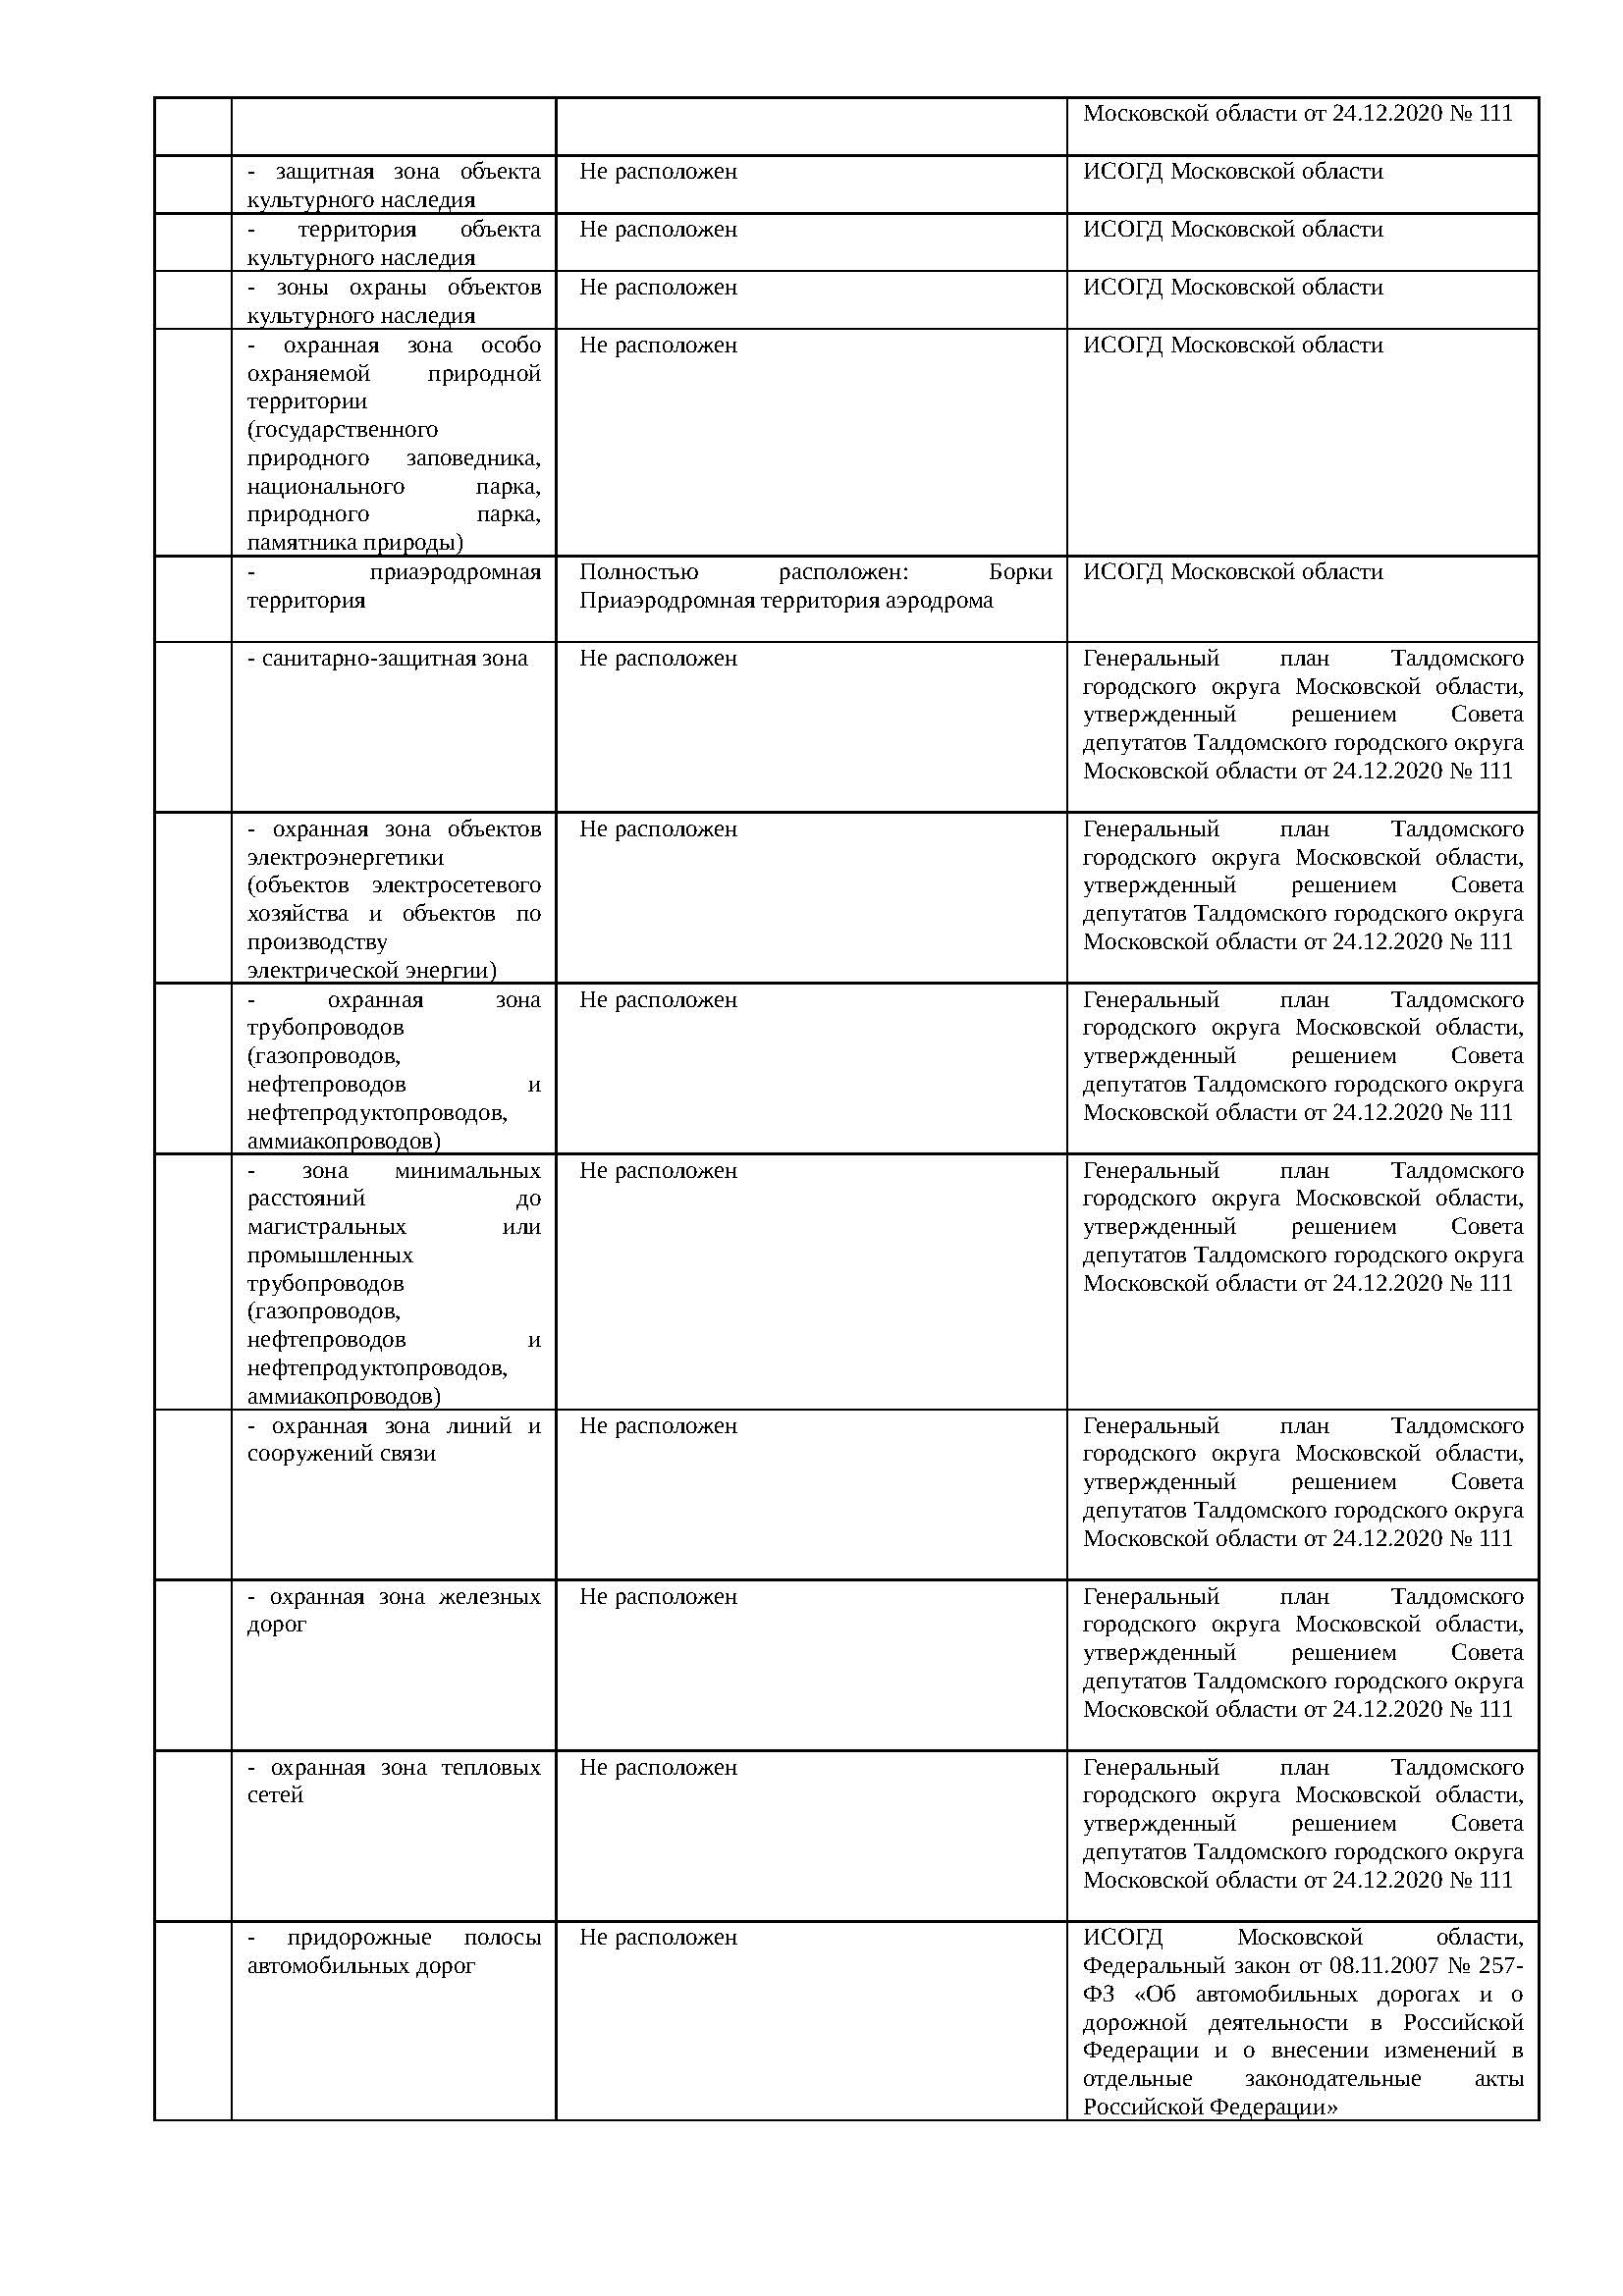 Московской области от 24.12.2020 № 111
- защитная зона объекта
культурного наследия
Не расположен
ИСОГД Московской области
- территория объекта
культурного наследия
Не расположен
ИСОГД Московской области
- зоны охраны объектов
культурного наследия
Не расположен
ИСОГД Московской области
- охранная зона особо
охраняемой природной
территории
(государственного
природного заповедника,
национального парка,
природного парка,
памятника природы)
Не расположен
ИСОГД Московской области
- приаэродромная
территория
Полностью расположен: Борки
Приаэродромная территория аэродрома
ИСОГД Московской области
- санитарно-защитная зона
Не расположен
Генеральный план Талдомского
городского округа Московской области,
утвержденный решением Совета
депутатов Талдомского городского округа
Московской области от 24.12.2020 № 111
- охранная зона объектов
электроэнергетики
(объектов электросетевого
хозяйства и объектов по
производству
электрической энергии)
Не расположен
Генеральный план Талдомского
городского округа Московской области,
утвержденный решением Совета
депутатов Талдомского городского округа
Московской области от 24.12.2020 № 111
- охранная зона
трубопроводов
(газопроводов,
нефтепроводов и
нефтепродуктопроводов,
аммиакопроводов)
Не расположен
Генеральный план Талдомского
городского округа Московской области,
утвержденный решением Совета
депутатов Талдомского городского округа
Московской области от 24.12.2020 № 111
- зона минимальных
расстояний до
магистральных или
промышленных
трубопроводов
(газопроводов,
нефтепроводов и
нефтепродуктопроводов,
аммиакопроводов)
Не расположен
Генеральный план Талдомского
городского округа Московской области,
утвержденный решением Совета
депутатов Талдомского городского округа
Московской области от 24.12.2020 № 111
- охранная зона линий и
сооружений связи
Не расположен
Генеральный план Талдомского
городского округа Московской области,
утвержденный решением Совета
депутатов Талдомского городского округа
Московской области от 24.12.2020 № 111
- охранная зона железных
дорог
Не расположен
Генеральный план Талдомского
городского округа Московской области,
утвержденный решением Совета
депутатов Талдомского городского округа
Московской области от 24.12.2020 № 111
- охранная зона тепловых
сетей
Не расположен
Генеральный план Талдомского
городского округа Московской области,
утвержденный решением Совета
депутатов Талдомского городского округа
Московской области от 24.12.2020 № 111
- придорожные полосы
автомобильных дорог
Не расположен
ИСОГД Московской области,
Федеральный закон от 08.11.2007 № 257-
ФЗ «Об автомобильных дорогах и о
дорожной деятельности в Российской
Федерации и о внесении изменений в
отдельные законодательные акты
Российской Федерации»